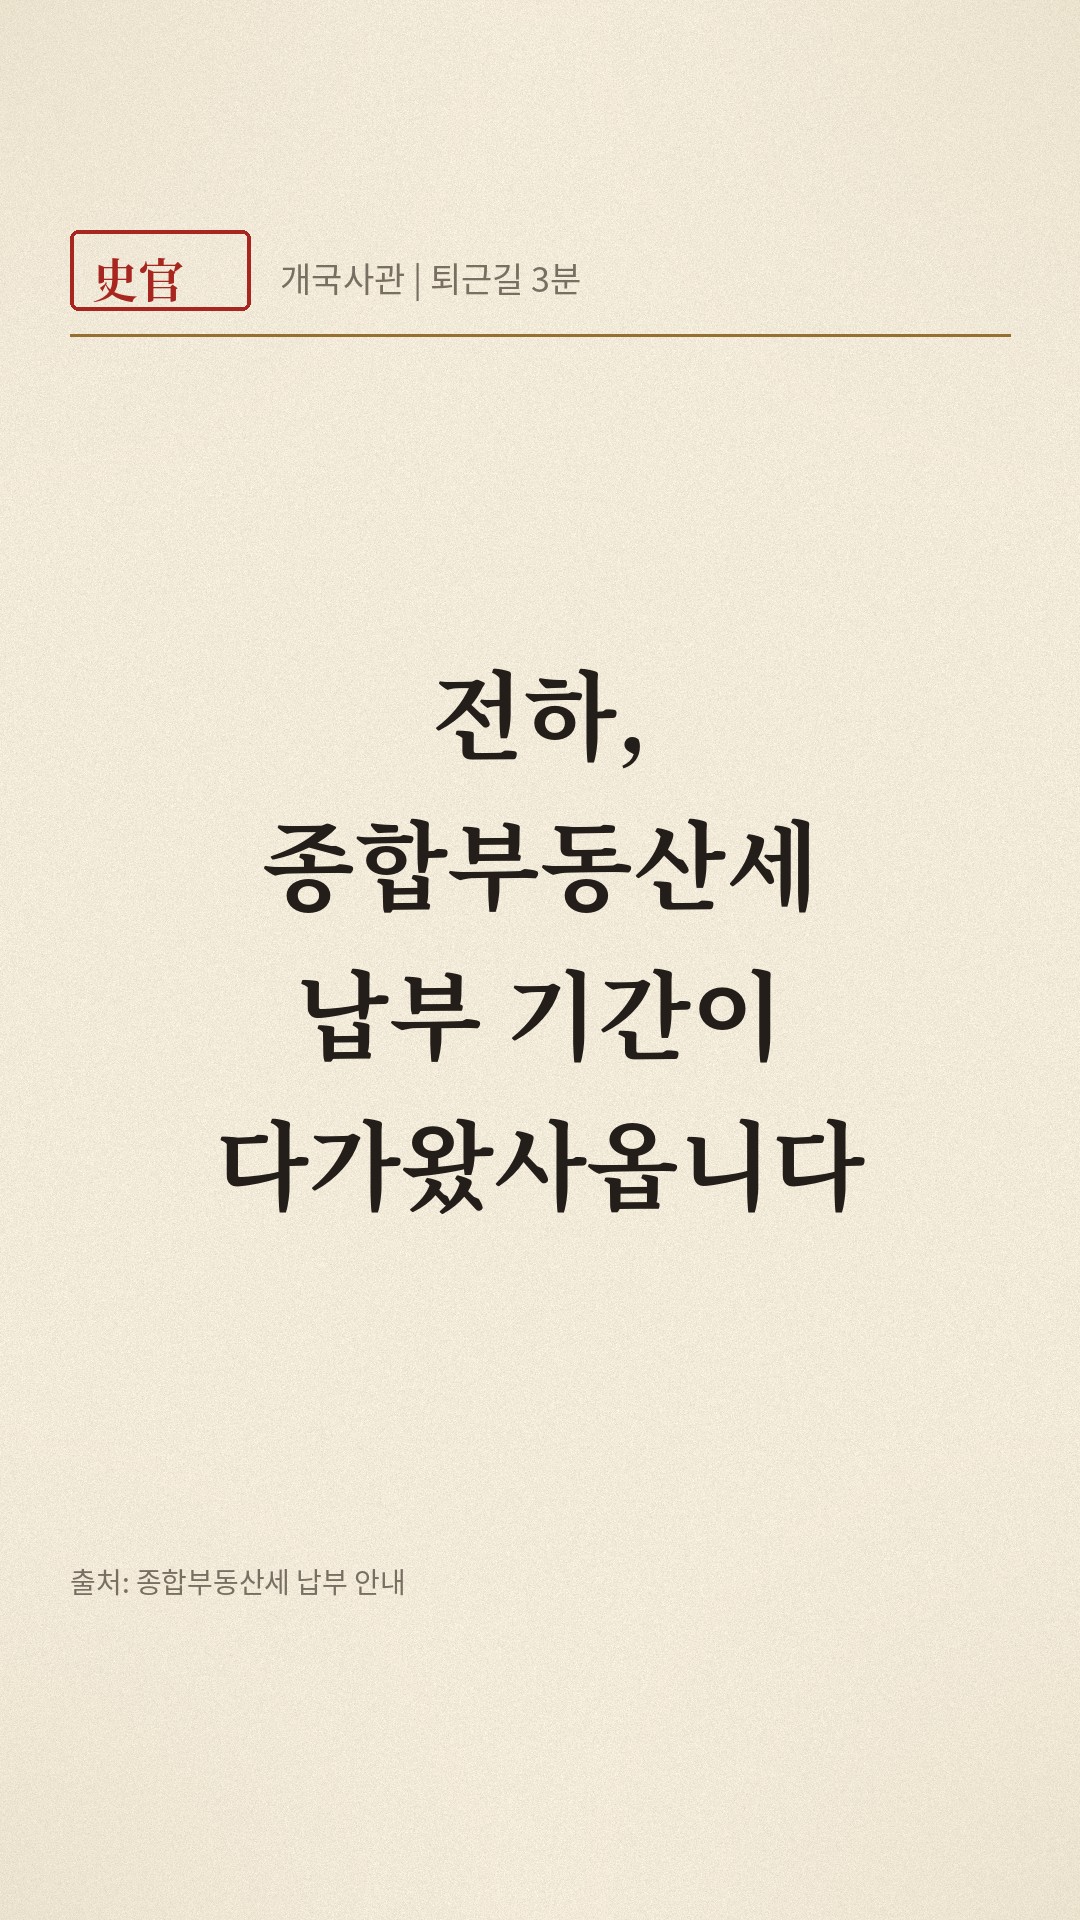 史官
개국사관 | 퇴근길 3분
전하,
종합부동산세
납부 기간이
다가왔사옵니다
출처: 종합부동산세 납부 안내